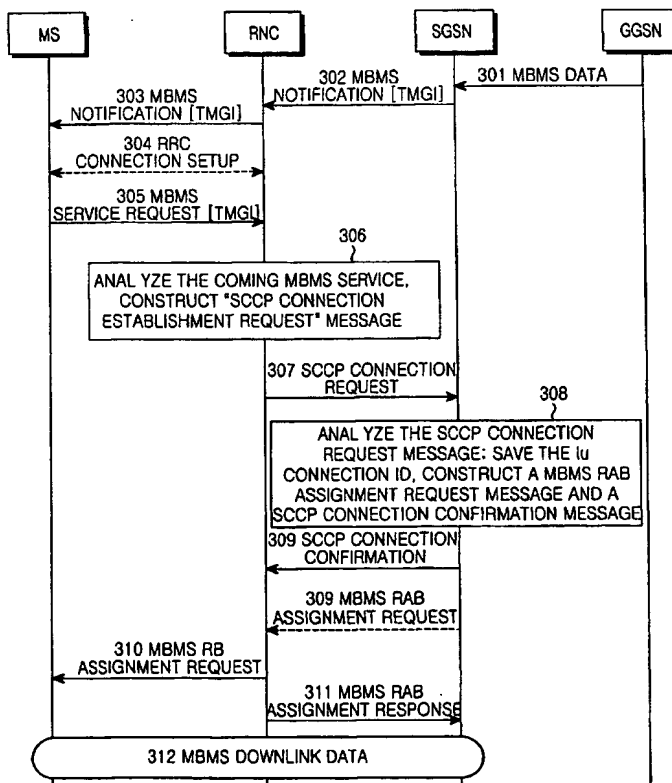 MS
RNC
SGSN
GGSN
301 MBMS DATA
302 MBMS
NOTIFICATION [TMGI]
303 MBMS
NOTIFICATION [TMGI]
304 RRC
CONNECTION SETUP
305 MBMS
SERVICE REQUEST [TMGI]
306
ANALYZE THE COMING MBMS SERVICE,
CONSTRUCT "SCCP CONNECTION
ESTABLISHMENT REQUEST" MESSAGE
307 SCCP CONNECTION
REQUEST
308
ANALYZE THE SCCP CONNECTION
REQUEST MESSAGE: SAVE THE Iu
CONNECTION ID, CONSTRUCT A MBMS RAB
ASSIGNMENT REQUEST MESSAGE AND A
SCCP CONNECTION CONFIRMATION MESSAGE
309 SCCP CONNECTION
CONFIRMATION
309 MBMS RAB
ASSIGNMENT REQUEST
310 MBMS RB
ASSIGNMENT REQUEST
311 MBMS RAB
ASSIGNMENT RESPONSE
312 MBMS DOWNLINK DATA